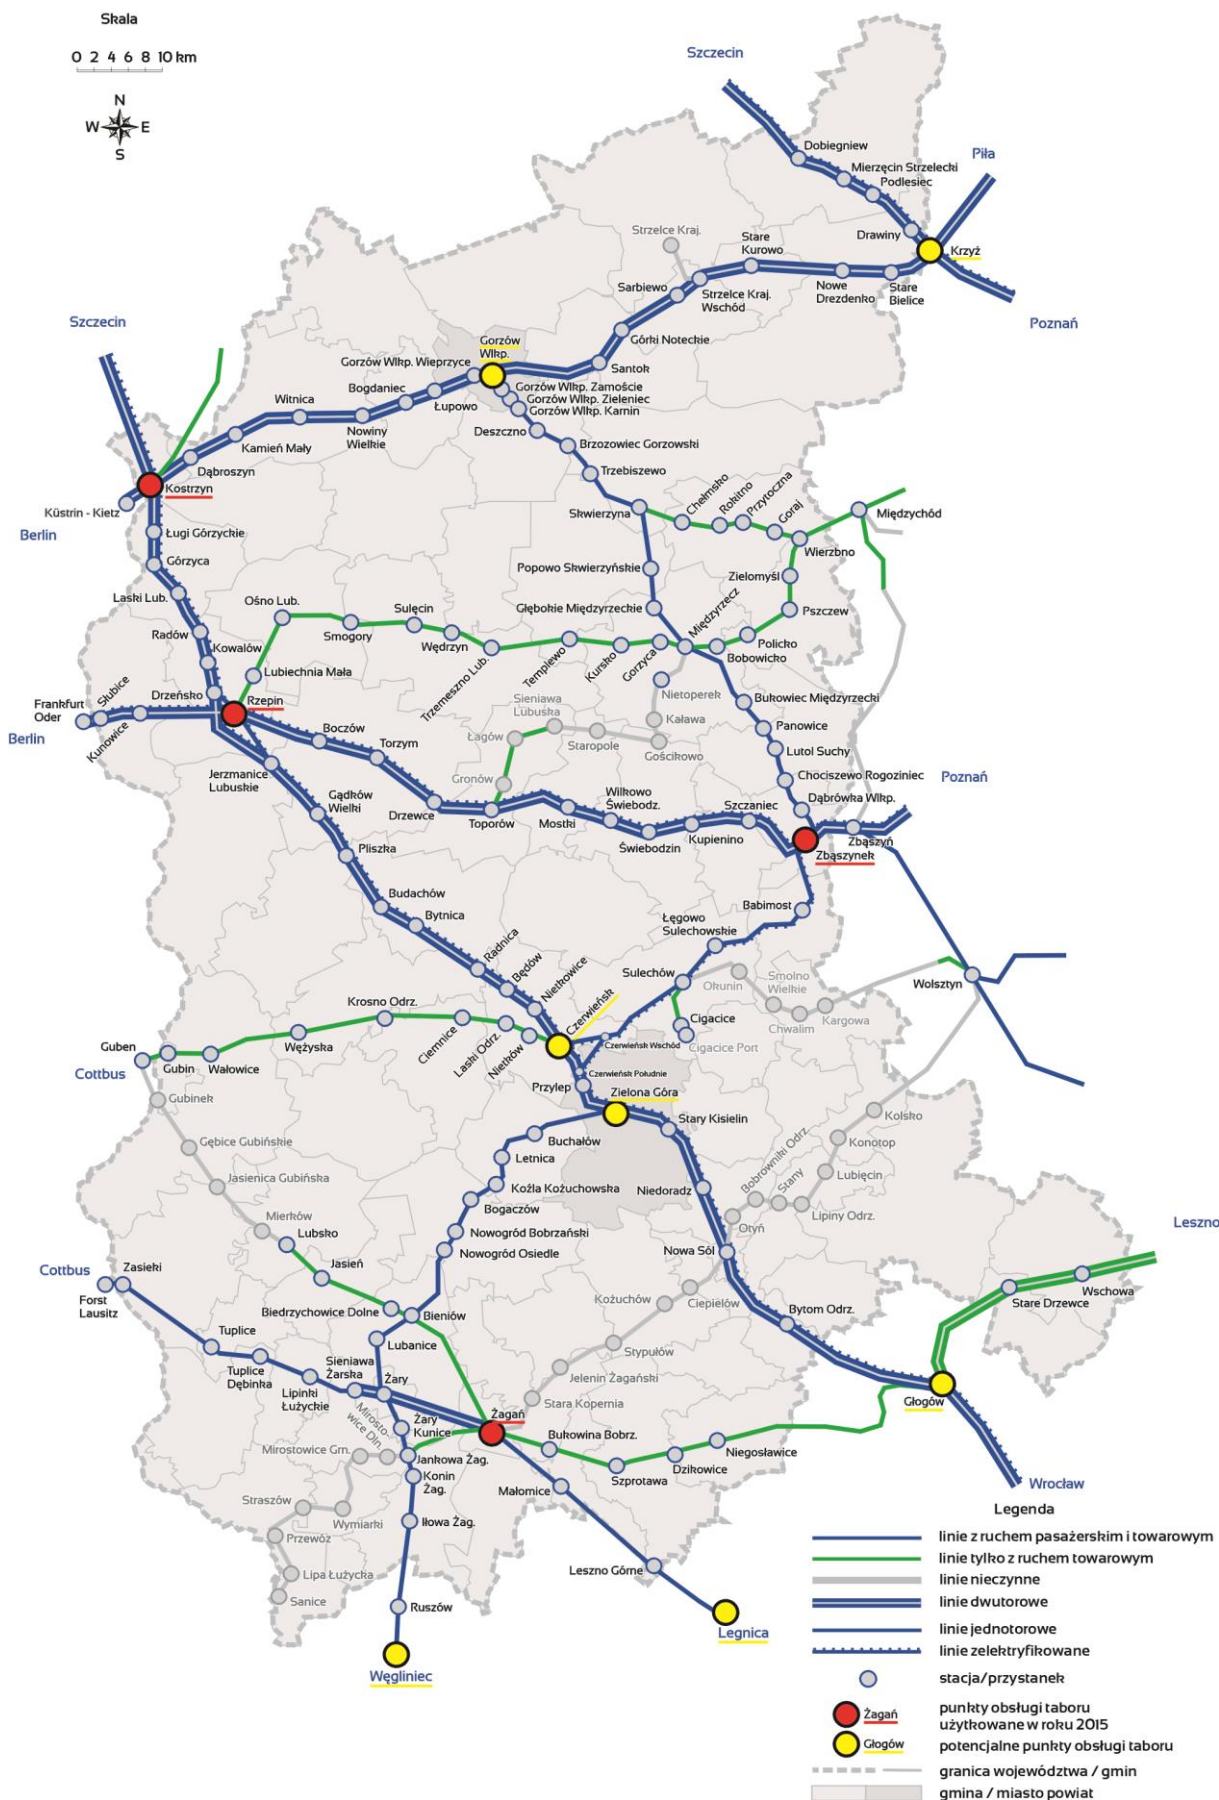 Skala
0 2 4 6 8 10 km
N
W E
S
Szczecin
Dobiegniew
Mierzęcin Strzelecki
Podlesiec
Piła
Drawiny
Krzyż
Strzelce Kraj.
Stare
Kurowo
Sarbiewo
Strzelce Kraj.
Wschód
Nowe
Drezdenko
Stare
Bielice
Poznań
Szczecin
Górki Noteckie
Gorzów
Wlkp.
Gorzów Wlkp. Wieprzyce
Santok
Bogdaniec
Gorzów Wlkp. Zamoście
Gorzów Wlkp. Zieleniec
Gorzów Wlkp. Karnin
Witnica
Łupowo
Nowiny
Wielkie
Deszczno
Kamień Mały
Brzozowiec Gorzowski
Dąbroszyn
Trzebiszewo
Kostrzyn
Küstrin - Kietz
Berlin
Skwierzyna
Chełmsko
Rokitno
Przytoczna
Goraj
Międzychód
Ługi Górzyckie
Wierzbno
Górzyca
Popowo Skwierzyńskie
Zielomyśl
Laski Lub.
Ośno Lub.
Głębokie Międzyrzeckie
Międzyrzecz
Pszczew
Radów
Smogory
Sulęcin
Wędrzyn
Trzemeszno Lub.
Templewo
Kursko
Gorzyca
Policko
Bobowicko
Kowalów
Lubiechnia Mała
Nietoperek
Drzeńsko
Rzepin
Frankfurt
Oder
Słubice
Kunowice
Berlin
Sieniawa
Lubuska
Bukowiec Międzyrzecki
Kaława
Panowice
Boczów
Łagów
Staropole
Gościkowo
Lutol Suchy
Torzym
Jerzmanice
Lubuskie
Gronów
Chociszewo Rogoziniec
Poznań
Gądków
Wielki
Drzewce
Toporów
Mostki
Wilkowo
Świebodz.
Szczaniec
Dąbrówka Wlkp.
Świebodzin
Kupienino
Zbąszyń
Zbąszynek
Pliszka
Budachów
Bytnica
Babimost
Łęgowo
Sulechowskie
Radnica
Będów
Nietkowice
Sulechów
Okunin
Smolno
Wielkie
Wolsztyn
Krosno Odrz.
Czerwieńsk
Cigacice
Chwalim
Kargowa
Cigacice Port
Wężyska
Ciemnice
Laski Odrz.
Nietków
Czerwieńsk Wschód
Guben
Gubin
Wałowice
Cottbus
Czerwieńsk Południe
Przylep
Zielona Góra
Gubinek
Stary Kisielin
Kolsko
Buchałów
Gębice Gubińskie
Letnica
Bobrowniki Odrz.
Stany
Konotop
Jasienica Gubińska
Koźla Kożuchowska
Niedoradz
Lubięcin
Bogaczów
Otyń
Lipiny Odrz.
Mierków
Lubsko
Nowogród Bobrzański
Nowogród Osiedle
Nowa Sól
Leszno
Cottbus
Zasieki
Forst
Lausitz
Jasień
Wschowa
Stare Drzewce
Biedrzychowice Dolne
Bieniów
Kożuchów
Ciepielów
Bytom Odrz.
Tuplice
Lubanice
Stypułów
Tuplice
Dębinka
Sieniawa
Żarska
Żary
Jelenin Żagański
Lipinki
Łużyckie
Mirosto-
wice Dln.
Stara Kopernia
Głogów
Żagań
Żary
Kunice
Bukowina Bobrz.
Mirostowice Grn.
Jankowa Żag.
Niegosławice
Konin
Żag.
Szprotawa
Dzikowice
Małomice
Wrocław
Straszów
Wymiarki
Iłowa Żag.
Przewóz
Lipa Łużycka
Leszno Górne
Sanice
Ruszów
Legnica
Węgliniec
Legenda
linie z ruchem pasażerskim i towarowym
linie tylko z ruchem towarowym
linie nieczynne
linie dwutorowe
linie jednotorowe
linie zelektryfikowane
stacja/przystanek
Żagań
punkty obsługi taboru
użytkowane w roku 2015
Głogów
potencjalne punkty obsługi taboru
granica województwa / gmin
gmina / miasto powiat